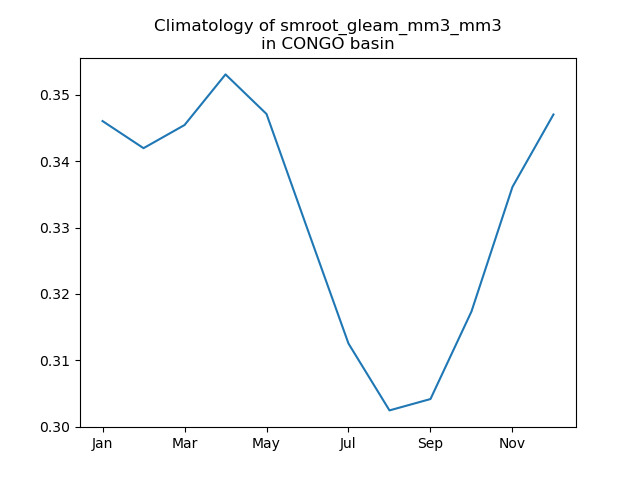 Climatology of smroot_gleam_mm3_mm3
in CONGO basin
0.35
0.34
0.33
0.32
0.31
0.30
Jan Mar May Jul Sep Nov